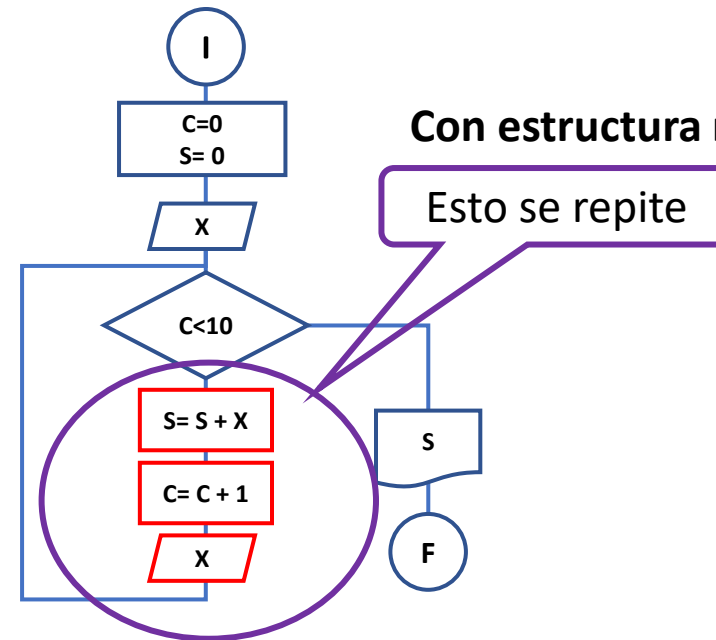 I
C=0
S= 0
Con estructura
X
Esto se repite
C<10
S= S + X
S
C= C + 1
X
F